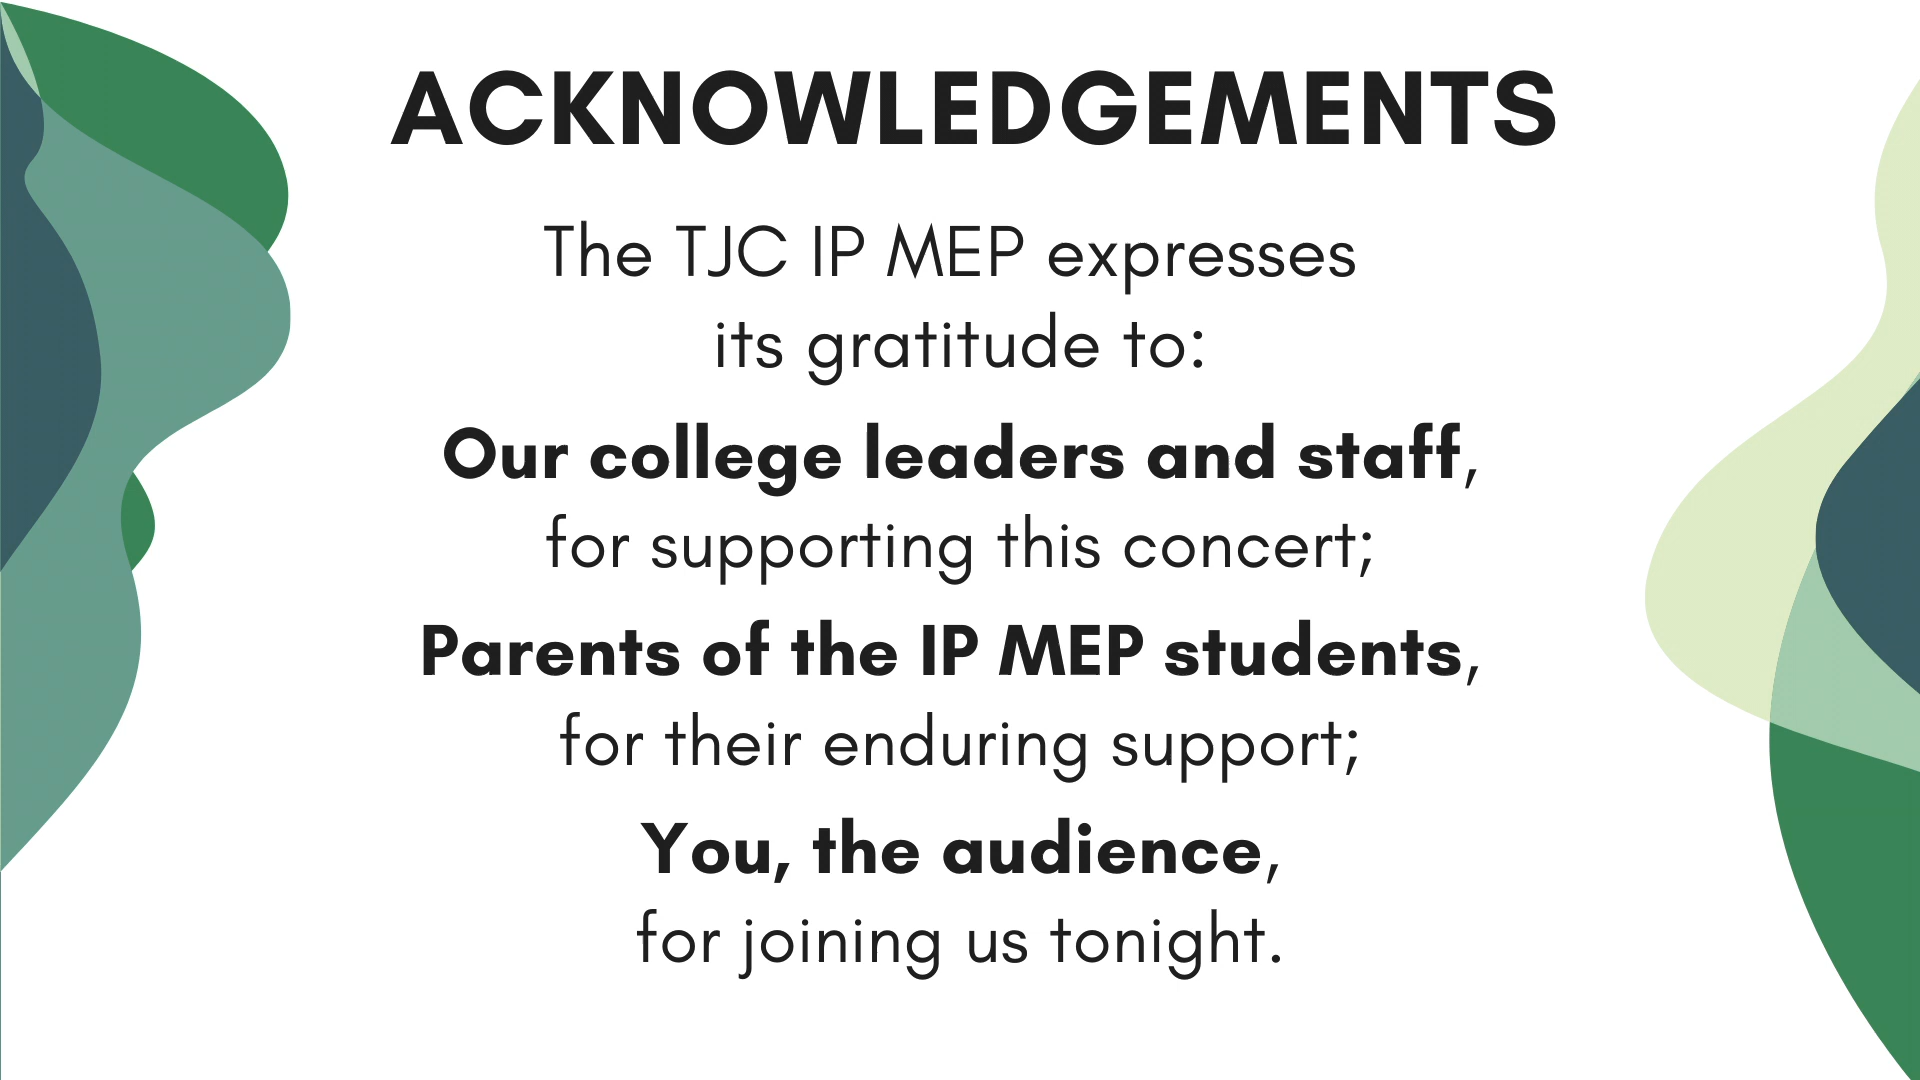 ACKNOWLEDGEMENTS
The TJC IP MEP expresses
its gratitude to:
Our college leaders and staff,
for supporting this concert;
Parents of the IP MEP students,
for their enduring support;
You, the audience,
for joining us tonight.